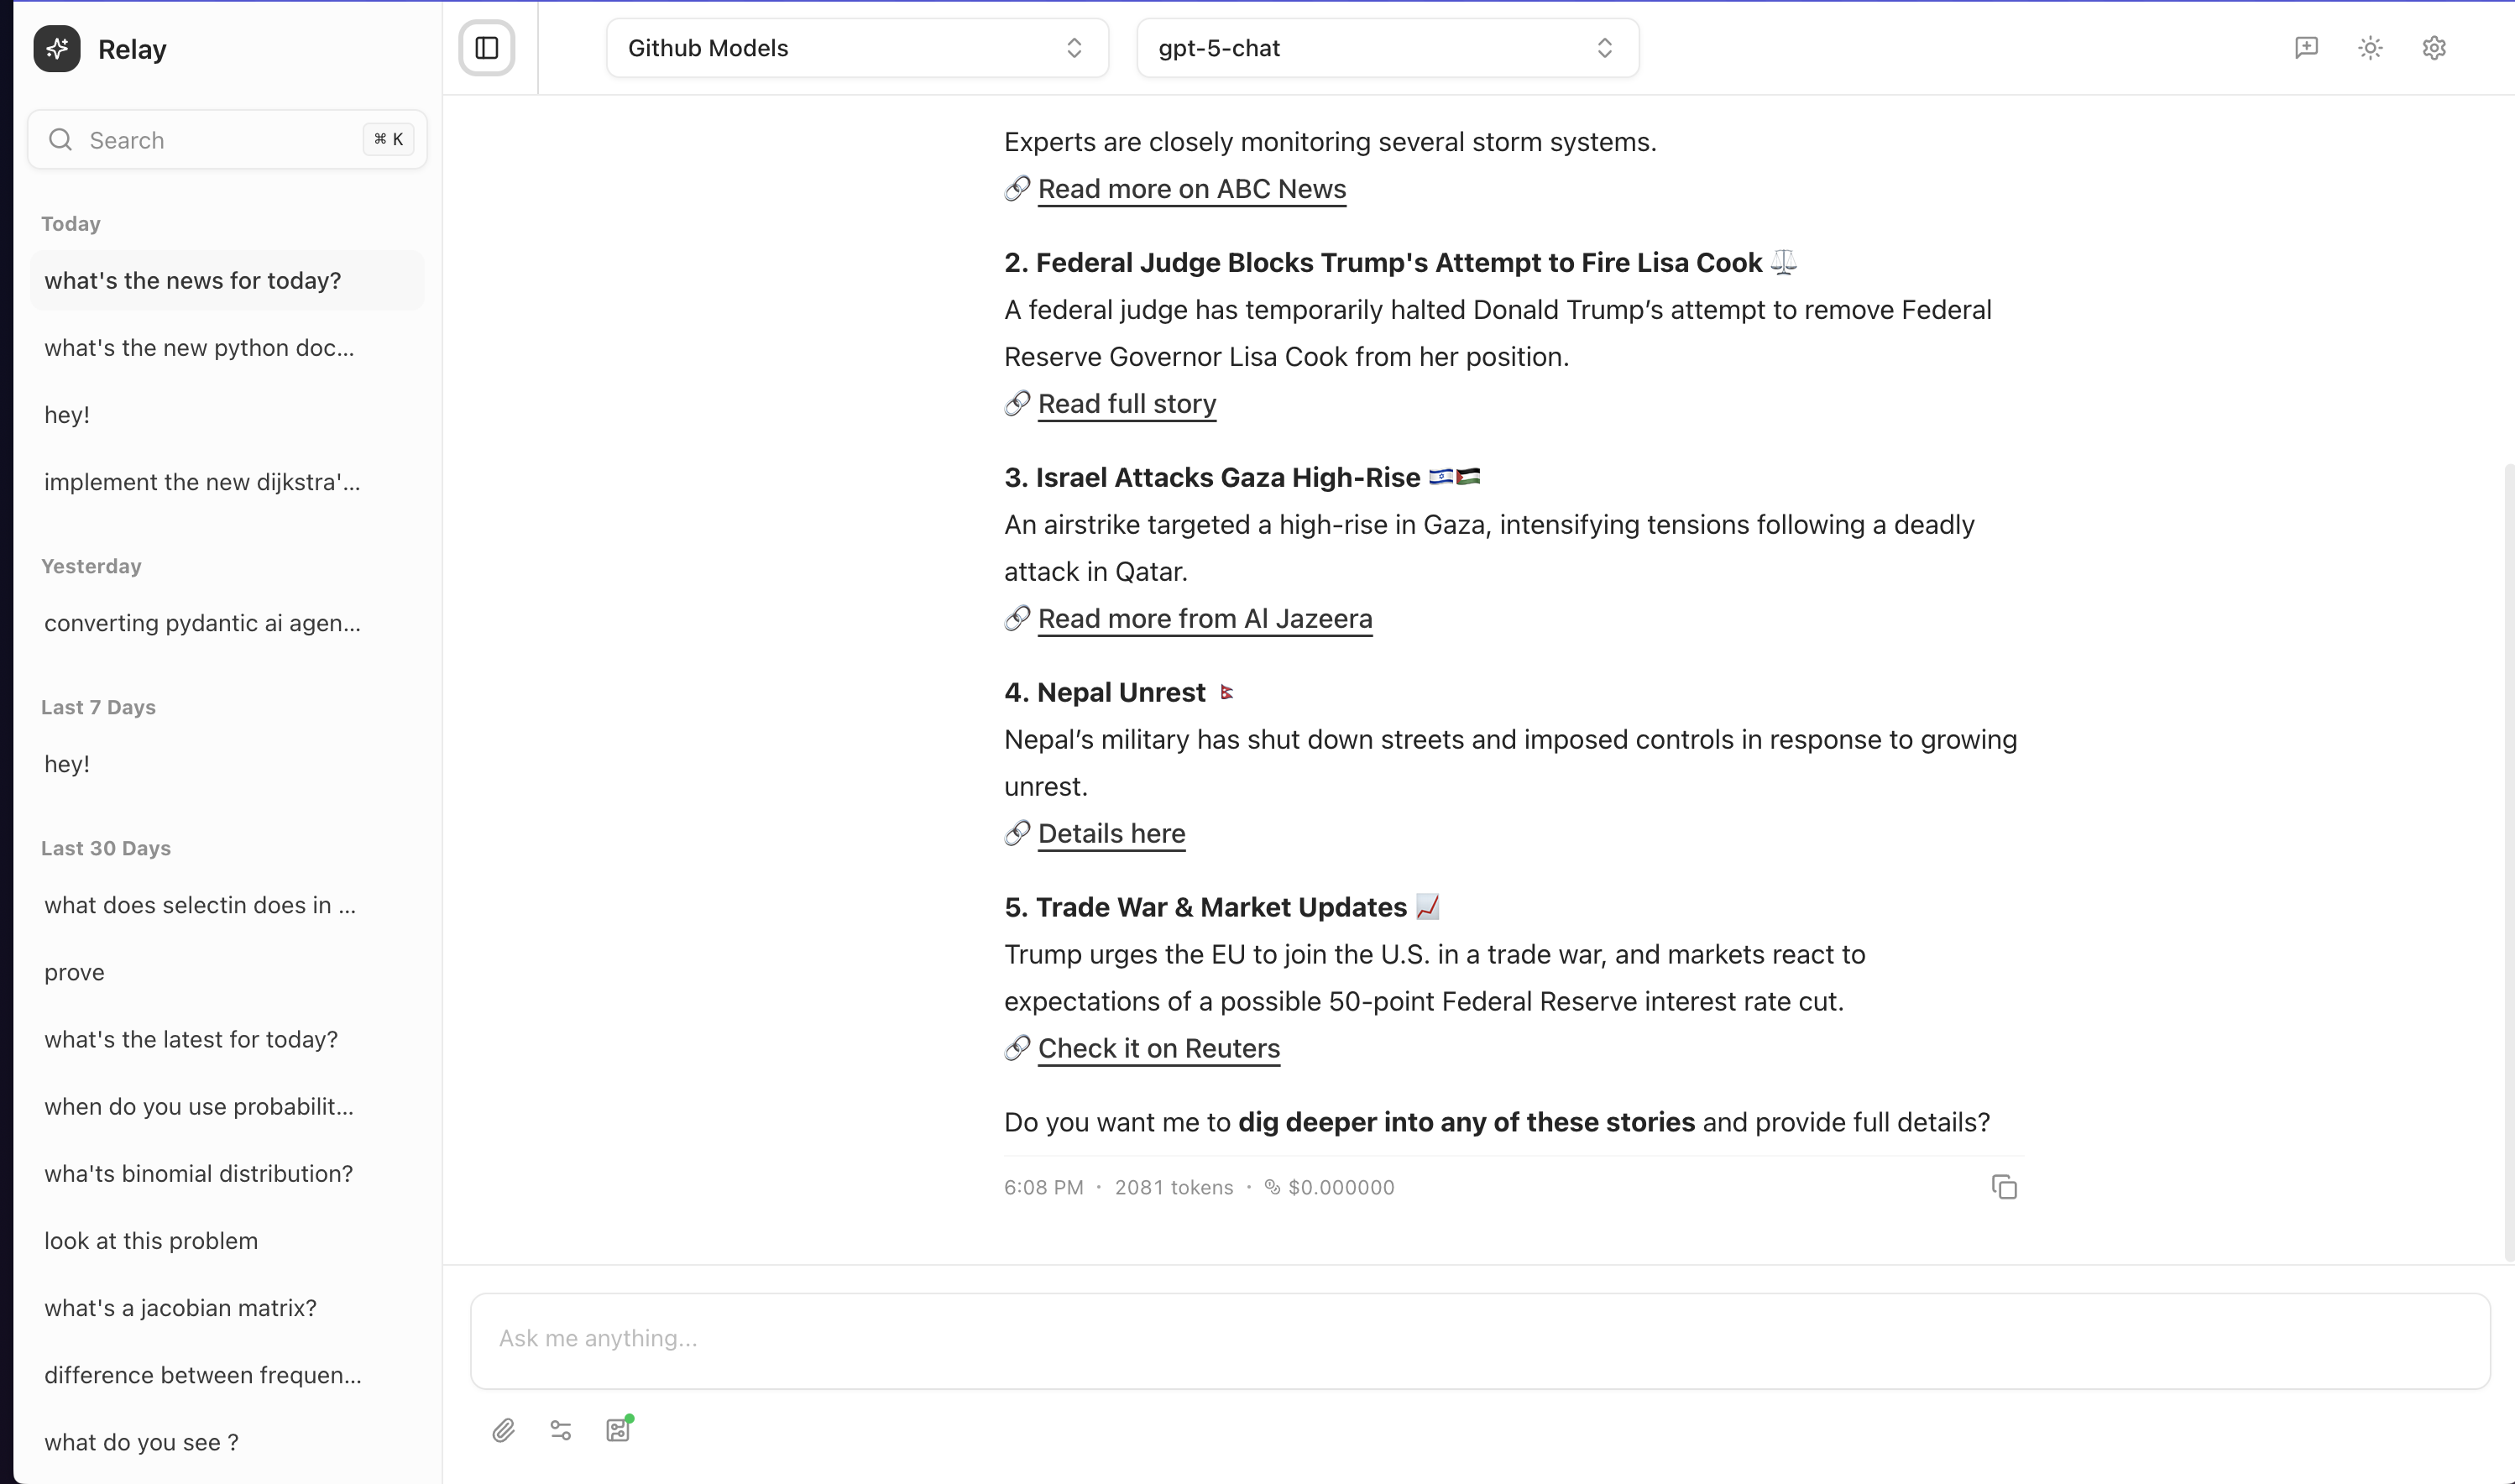 Relay
Search
⌘ K
Today
what's the news for today?
what's the new python doc...
hey!
implement the new dijkstra'...
Yesterday
converting pydantic ai agen...
Last 7 Days
hey!
Last 30 Days
what does selectin does in ...
prove
what's the latest for today?
when do you use probabilit...
wha'ts binomial distribution?
look at this problem
what's a jacobian matrix?
difference between frequen...
what do you see ?
Github Models
gpt-5-chat
Experts are closely monitoring several storm systems.
🔗 Read more on ABC News
2. Federal Judge Blocks Trump's Attempt to Fire Lisa Cook ⚖️
A federal judge has temporarily halted Donald Trump’s attempt to remove Federal
Reserve Governor Lisa Cook from her position.
🔗 Read full story
3. Israel Attacks Gaza High-Rise 🇮🇱🇵🇸
An airstrike targeted a high-rise in Gaza, intensifying tensions following a deadly
attack in Qatar.
🔗 Read more from Al Jazeera
4. Nepal Unrest 🇳🇵
Nepal’s military has shut down streets and imposed controls in response to growing
unrest.
🔗 Details here
5. Trade War & Market Updates 📈
Trump urges the EU to join the U.S. in a trade war, and markets react to
expectations of a possible 50-point Federal Reserve interest rate cut.
🔗 Check it on Reuters
Do you want me to dig deeper into any of these stories and provide full details?
6:08 PM • 2081 tokens • $0.000000
Ask me anything...